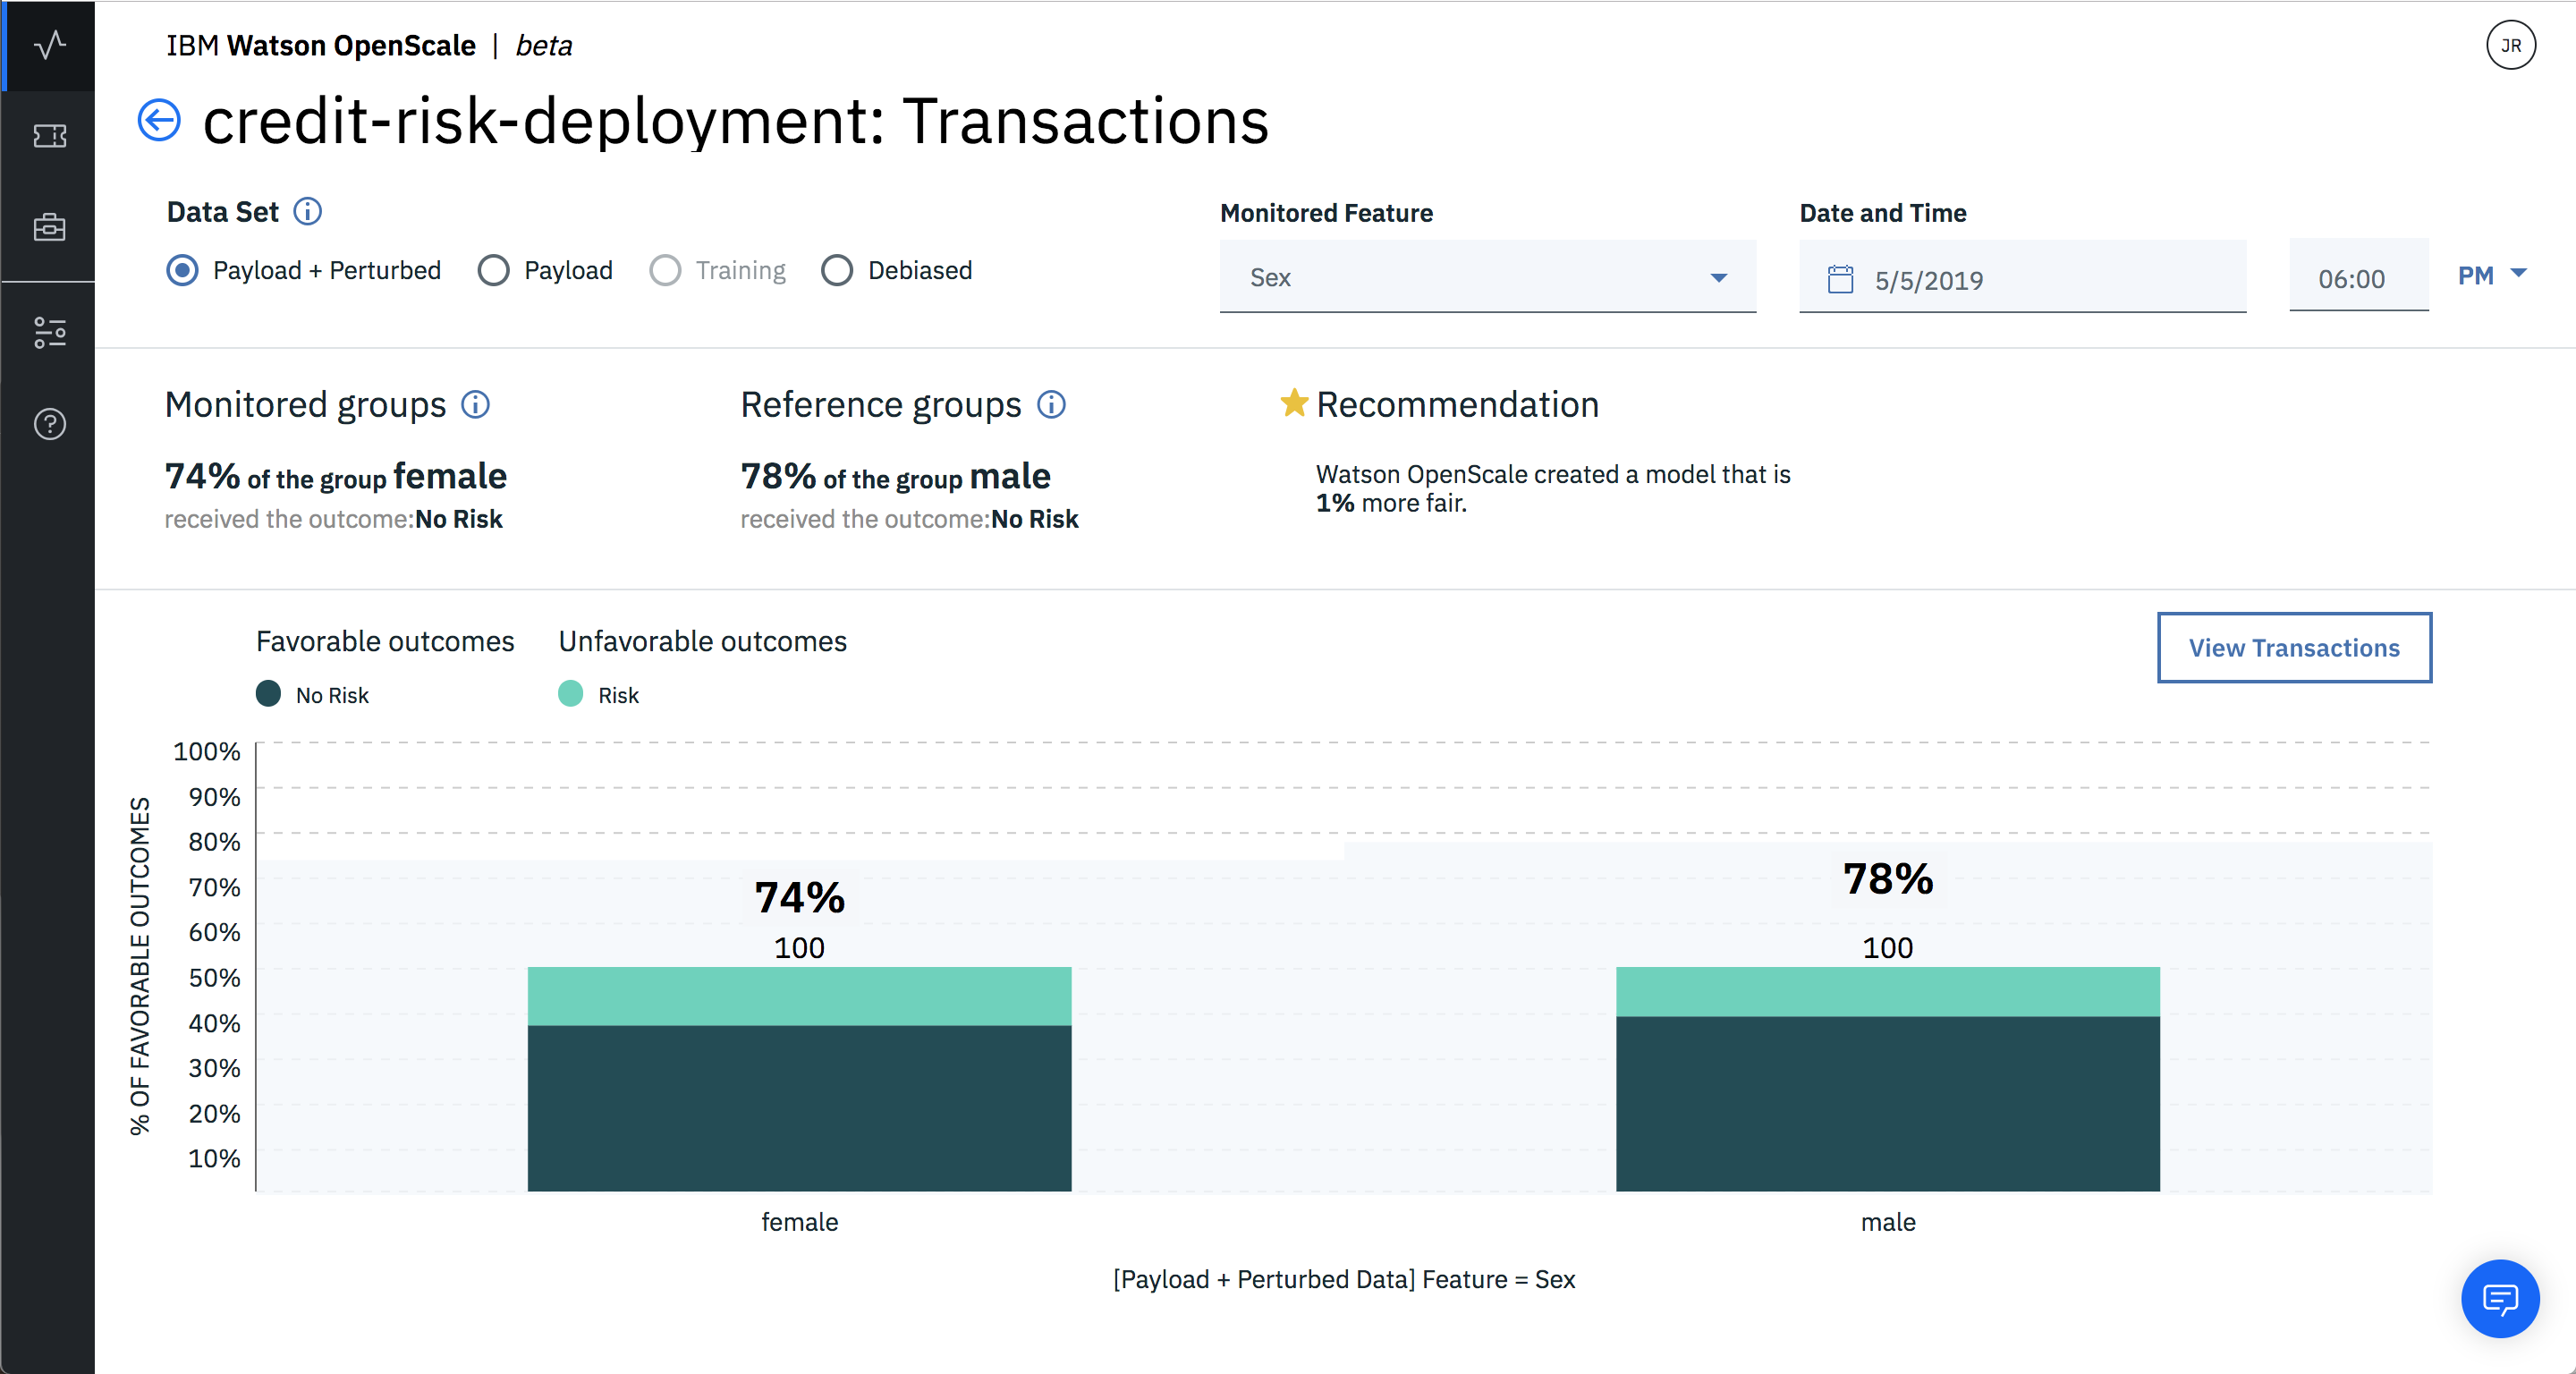 IBM Watson OpenScale | beta
JR
credit-risk-deployment: Transactions
Data Set
Payload + Perturbed
Payload
Training
Debiased
Monitored Feature
Sex
Date and Time
5/5/2019
06:00
PM
Monitored groups
74% of the group female
received the outcome:No Risk
Reference groups
78% of the group male
received the outcome:No Risk
Recommendation
Watson OpenScale created a model that is
1% more fair.
Favorable outcomes
No Risk
Unfavorable outcomes
Risk
View Transactions
% OF FAVORABLE OUTCOMES
100%
90%
80%
70%
60%
50%
40%
30%
20%
10%
74%
100
78%
100
female
male
[Payload + Perturbed Data] Feature = Sex